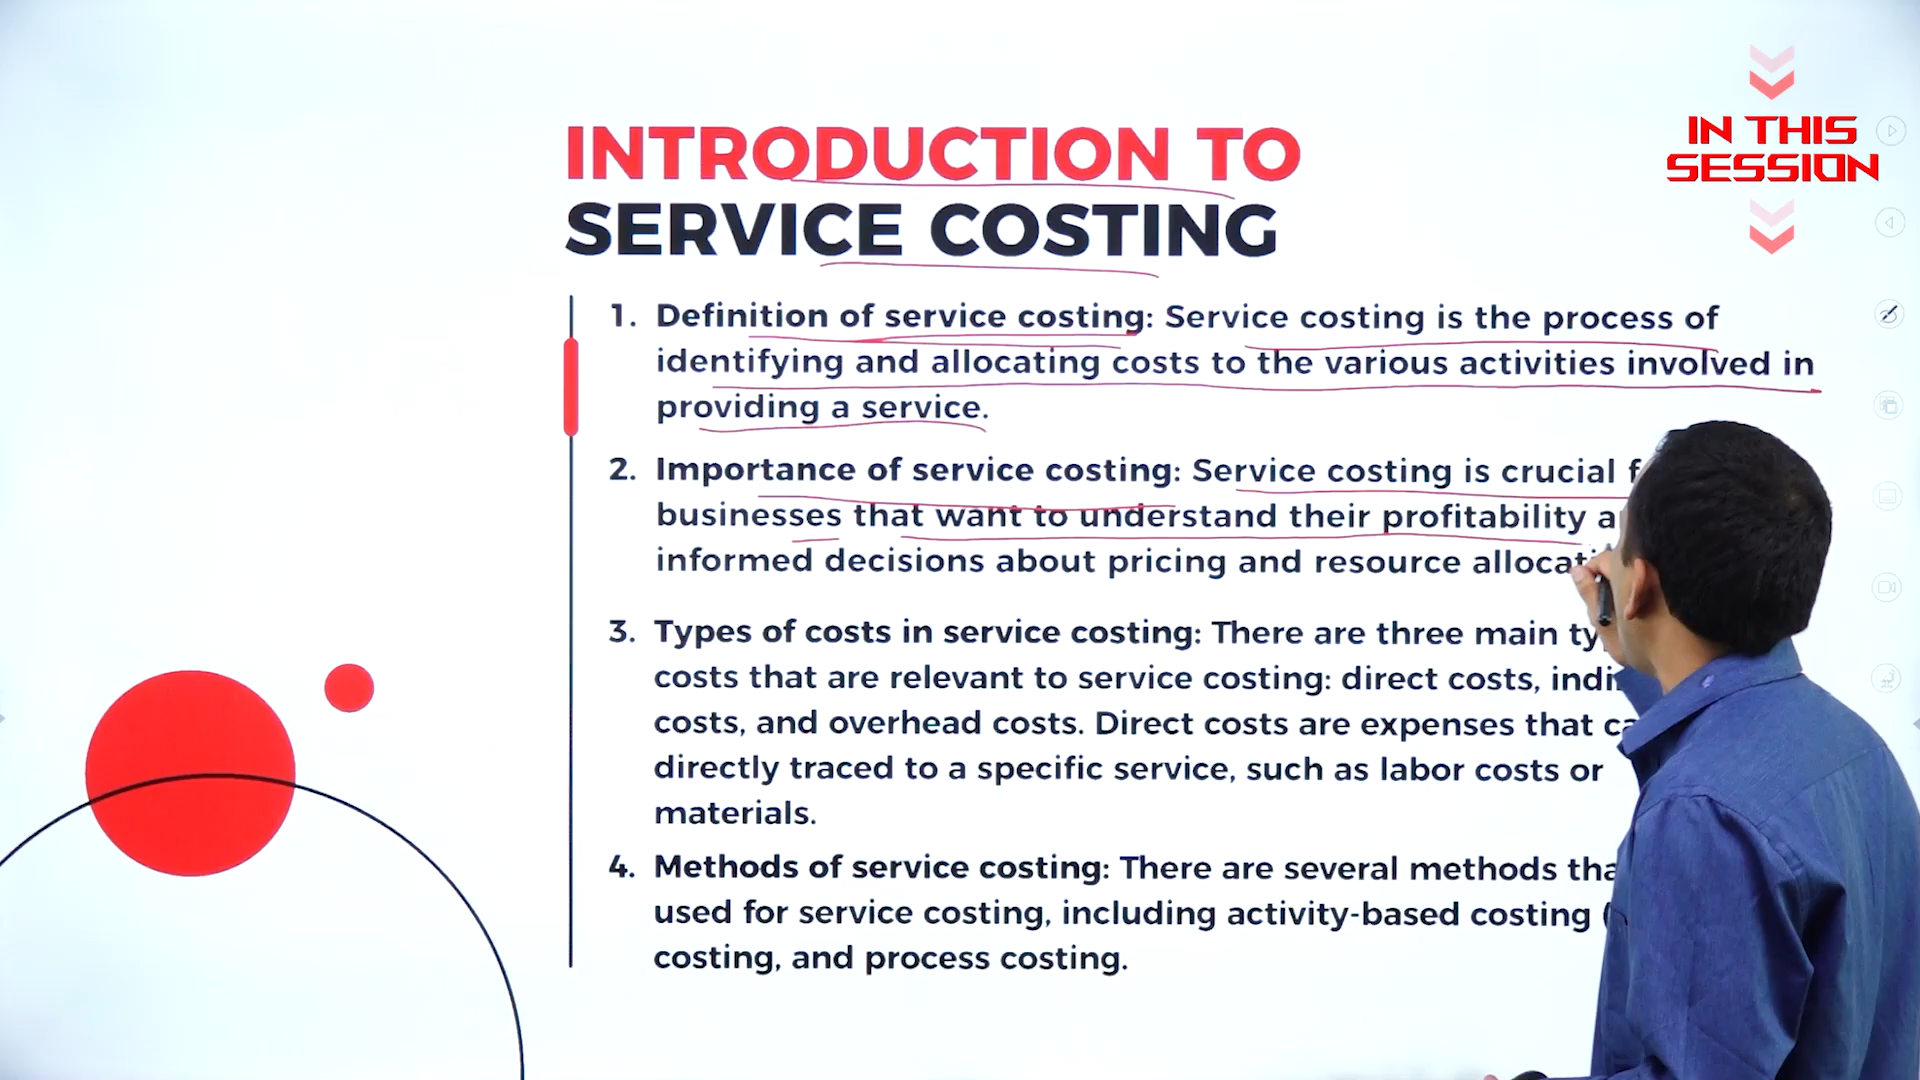 IN THIS
SESSION
INTRODUCTION TO
SERVICE COSTING
1. Definition of service costing: Service costing is the process of
identifying and allocating costs to the various activities involved in
providing a service.
2. Importance of service costing: Service costing is crucial
businesses that want to understand their profitability
informed decisions about pricing and resource
3. Types of costs in service costing: There are three main
costs that are relevant to service costing: direct costs,
costs, and overhead costs. Direct costs are expenses that
directly traced to a specific service, such as labor costs or
materials.
4. Methods of service costing: There are several methods
used for service costing, including activity-based costing
costing, and process costing.